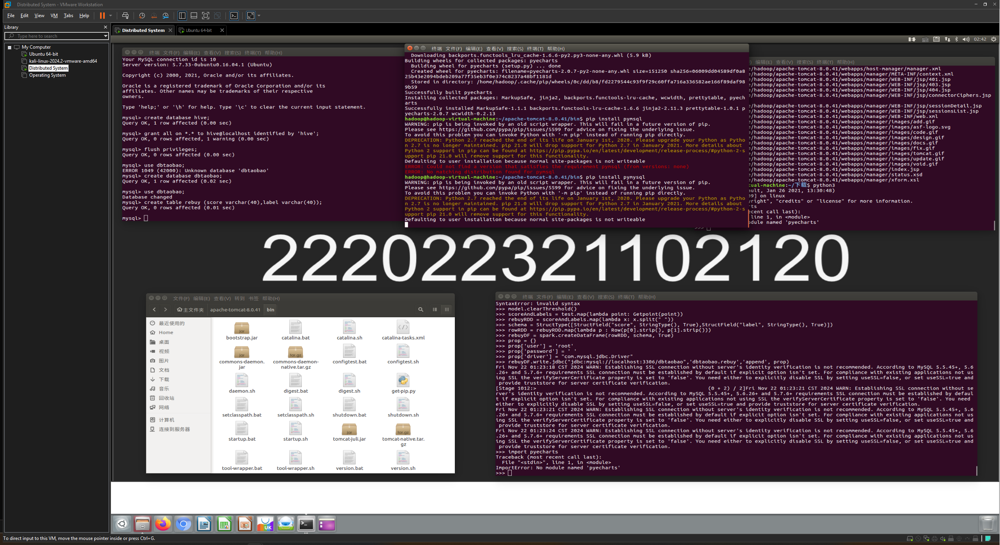 Distributed System - VMware Workstation
File Edit View VM Tabs Help
Library
Type here to search
My Computer
Ubuntu 64-bit
kali-linux-2024.2-vmware-amd64
Distributed System
Operating System
Distributed System
Ubuntu 64-bit
02:42
终端 文件(F) 编辑(E) 查看(V) 搜索(S) 终端(T) 帮助(H)
Your MySQL connection id is 10
Server version: 5.7.33-0ubuntu0.16.04.1 (Ubuntu)
Copyright (c) 2000, 2021, Oracle and/or its affiliates.
Oracle is a registered trademark of Oracle Corporation and/or its
affiliates. Other names may be trademarks of their respective
owners.
Type 'help;' or '\h' for help. Type '\c' to clear the current input statement.
mysql> create database hive;
Query OK, 1 row affected (0.00 sec)
mysql> grant all on *.* to hive@localhost identified by 'hive';
Query OK, 0 rows affected, 1 warning (0.00 sec)
mysql> flush privileges;
Query OK, 0 rows affected (0.00 sec)
mysql> use dbtaobao;
ERROR 1049 (42000): Unknown database 'dbtaobao'
mysql> create database dbtaobao;
Query OK, 1 row affected (0.02 sec)
mysql> use dbtaobao;
Database changed
mysql> create table rebuy (score varchar(40),label varchar(40));
Query OK, 0 rows affected (0.01 sec)
mysql>
终端 文件(F) 编辑(E) 查看(V) 搜索(S) 终端(T) 帮助(H)
Downloading backports.functools_lru_cache-1.6.6-py2.py3-none-any.whl (5.9 kB)
Building wheels for collected packages: pyecharts
Building wheel for pyecharts (setup.py) ... done
Created wheel for pyecharts: filename=pyecharts-2.0.7-py2-none-any.whl size=151250 sha256=06009dd04589df0a8
25b43e2094bdeb209a77f35eb3f0e374c8237a48bf1181d
Stored in directory: /home/hadoop/.cache/pip/wheels/0c/dd/b8/fd2279544c93f9f29c60ffa716a336582ae166f89daf98
9b59
Successfully built pyecharts
Installing collected packages: MarkupSafe, jinja2, backports.functools-lru-cache, wcwidth, prettytable, pyech
arts
Successfully installed MarkupSafe-1.1.1 backports.functools-lru-cache-1.6.6 jinja2-2.11.3 prettytable-1.0.1 p
yecharts-2.0.7 wcwidth-0.2.13
hadoop@hadoop-virtual-machine:~/apache-tomcat-8.0.41/bin$ pip install pymsql
WARNING: pip is being invoked by an old script wrapper. This will fail in a future version of pip.
Please see https://github.com/pypa/pip/issues/5599 for advice on fixing the underlying issue.
To avoid this problem you can invoke Python with '-m pip' instead of running pip directly.
DEPRECATION: Python 2.7 reached the end of its life on January 1st, 2020. Please upgrade your Python as Pytho
n 2.7 is no longer maintained. pip 21.0 will drop support for Python 2.7 in January 2021. More details about
Python 2 support in pip can be found at https://pip.pypa.io/en/latest/development/release-process/#python-2-s
upport pip 21.0 will remove support for this functionality.
Defaulting to user installation because normal site-packages is not writeable
ERROR: Could not find a version that satisfies the requirement pymsql (from versions: none)
ERROR: No matching distribution found for pymsql
hadoop@hadoop-virtual-machine:~/apache-tomcat-8.0.41/bin$ pip install pymysql
WARNING: pip is being invoked by an old script wrapper. This will fail in a future version of pip.
Please see https://github.com/pypa/pip/issues/5599 for advice on fixing the underlying issue.
To avoid this problem you can invoke Python with '-m pip' instead of running pip directly.
DEPRECATION: Python 2.7 reached the end of its life on January 1st, 2020. Please upgrade your Python as Pytho
n 2.7 is no longer maintained. pip 21.0 will drop support for Python 2.7 in January 2021. More details about
Python 2 support in pip can be found at https://pip.pypa.io/en/latest/development/release-process/#python-2-s
upport pip 21.0 will remove support for this functionality.
Defaulting to user installation because normal site-packages is not writeable
) 编辑(E) 查看(V) 搜索(S) 终端(T) 帮助(H)
e/hadoop/apache-tomcat-8.0.41/webapps/host-manager/manager.xml
e/hadoop/apache-tomcat-8.0.41/webapps/manager/META-INF/context.xml
e/hadoop/apache-tomcat-8.0.41/webapps/manager/WEB-INF/jsp/401.jsp
e/hadoop/apache-tomcat-8.0.41/webapps/manager/WEB-INF/jsp/403.jsp
e/hadoop/apache-tomcat-8.0.41/webapps/manager/WEB-INF/jsp/404.jsp
e/hadoop/apache-tomcat-8.0.41/webapps/manager/WEB-INF/jsp/connectorCiphers.jsp
e/hadoop/apache-tomcat-8.0.41/webapps/manager/WEB-INF/jsp/sessionDetail.jsp
e/hadoop/apache-tomcat-8.0.41/webapps/manager/WEB-INF/jsp/sessionsList.jsp
e/hadoop/apache-tomcat-8.0.41/webapps/manager/WEB-INF/web.xml
e/hadoop/apache-tomcat-8.0.41/webapps/manager/images/add.gif
e/hadoop/apache-tomcat-8.0.41/webapps/manager/images/asf-logo.svg
e/hadoop/apache-tomcat-8.0.41/webapps/manager/images/code.gif
e/hadoop/apache-tomcat-8.0.41/webapps/manager/images/design.gif
e/hadoop/apache-tomcat-8.0.41/webapps/manager/images/docs.gif
e/hadoop/apache-tomcat-8.0.41/webapps/manager/images/fix.gif
e/hadoop/apache-tomcat-8.0.41/webapps/manager/images/tomcat.gif
e/hadoop/apache-tomcat-8.0.41/webapps/manager/images/update.gif
e/hadoop/apache-tomcat-8.0.41/webapps/manager/images/void.gif
e/hadoop/apache-tomcat-8.0.41/webapps/manager/index.jsp
e/hadoop/apache-tomcat-8.0.41/webapps/manager/status.xsd
e/hadoop/apache-tomcat-8.0.41/webapps/manager/xform.xsl
tual-machine:~/下载$ python3
ault, Jan 26 2021, 13:30:48)
09] on linux
yright", "credits" or "license" for more information.
rts
ecent call last):
line 1, in <module>
odule named 'pyecharts'
>>>
222022321102120
文件(F) 编辑(E) 查看(V) 转到 书签 帮助(H)
主文件夹 apache-tomcat-8.0.41 bin
最近使用的
Home
桌面
视频
图片
文档
下载
音乐
回收站
网络
计算机
连接到服务器
bootstrap.jar catalina.bat catalina.sh catalina-tasks.xml
commons-daemon.jar commons-daemon-native.tar.gz configtest.bat configtest.sh
daemon.sh digest.bat digest.sh get-pip.py
setclasspath.bat setclasspath.sh shutdown.bat shutdown.sh
startup.bat startup.sh tomcat-juli.jar tomcat-native.tar.gz
tool-wrapper.bat tool-wrapper.sh version.bat version.sh
终端 文件(F) 编辑(E) 查看(V) 搜索(S) 终端(T) 帮助(H)
SyntaxError: invalid syntax
>>> model.clearThreshold()
>>> scoreAndLabels = test.map(lambda point: Getpoint(point))
>>> rebuyRDD = scoreAndLabels.map(lambda x: x.split(" "))
>>> schema = StructType([StructField("score", StringType(), True),StructField("label", StringType(), True)])
>>> rowRDD = rebuyRDD.map(lambda p : Row(p[0].strip(), p[1].strip()))
>>> rebuyDF = spark.createDataFrame(rowRDD, schema, True)
>>> prop = {}
>>> prop['user'] = 'root'
>>> prop['password'] = ' '
>>> prop['driver'] = "com.mysql.jdbc.Driver"
>>> rebuyDF.write.jdbc("jdbc:mysql://localhost:3306/dbtaobao",'dbtaobao.rebuy','append', prop)
Fri Nov 22 01:23:18 CST 2024 WARN: Establishing SSL connection without server's identity verification is not recommended. According to MySQL 5.5.45+, 5.6
.26+ and 5.7.6+ requirements SSL connection must be established by default if explicit option isn't set. For compliance with existing applications not us
ing SSL the verifyServerCertificate property is set to 'false'. You need either to explicitly disable SSL by setting useSSL=false, or set useSSL=true and
provide truststore for server certificate verification.
[Stage 1012:> (0 + 2) / 2]Fri Nov 22 01:23:21 CST 2024 WARN: Establishing SSL connection without se
rver's identity verification is not recommended. According to MySQL 5.5.45+, 5.6.26+ and 5.7.6+ requirements SSL connection must be established by defaul
t if explicit option isn't set. For compliance with existing applications not using SSL the verifyServerCertificate property is set to 'false'. You need
either to explicitly disable SSL by setting useSSL=false, or set useSSL=true and provide truststore for server certificate verification.
Fri Nov 22 01:23:21 CST 2024 WARN: Establishing SSL connection without server's identity verification is not recommended. According to MySQL 5.5.45+, 5.6
.26+ and 5.7.6+ requirements SSL connection must be established by default if explicit option isn't set. For compliance with existing applications not us
ing SSL the verifyServerCertificate property is set to 'false'. You need either to explicitly disable SSL by setting useSSL=false, or set useSSL=true and
provide truststore for server certificate verification.
Fri Nov 22 01:23:24 CST 2024 WARN: Establishing SSL connection without server's identity verification is not recommended. According to MySQL 5.5.45+, 5.6
.26+ and 5.7.6+ requirements SSL connection must be established by default if explicit option isn't set. For compliance with existing applications not us
ing SSL the verifyServerCertificate property is set to 'false'. You need either to explicitly disable SSL by setting useSSL=false, or set useSSL=true and
provide truststore for server certificate verification.
>>> import pyecharts
Traceback (most recent call last):
File "<stdin>", line 1, in <module>
ImportError: No module named 'pyecharts'
>>>
UK
To direct input to this VM, move the mouse pointer inside or press Ctrl+G.